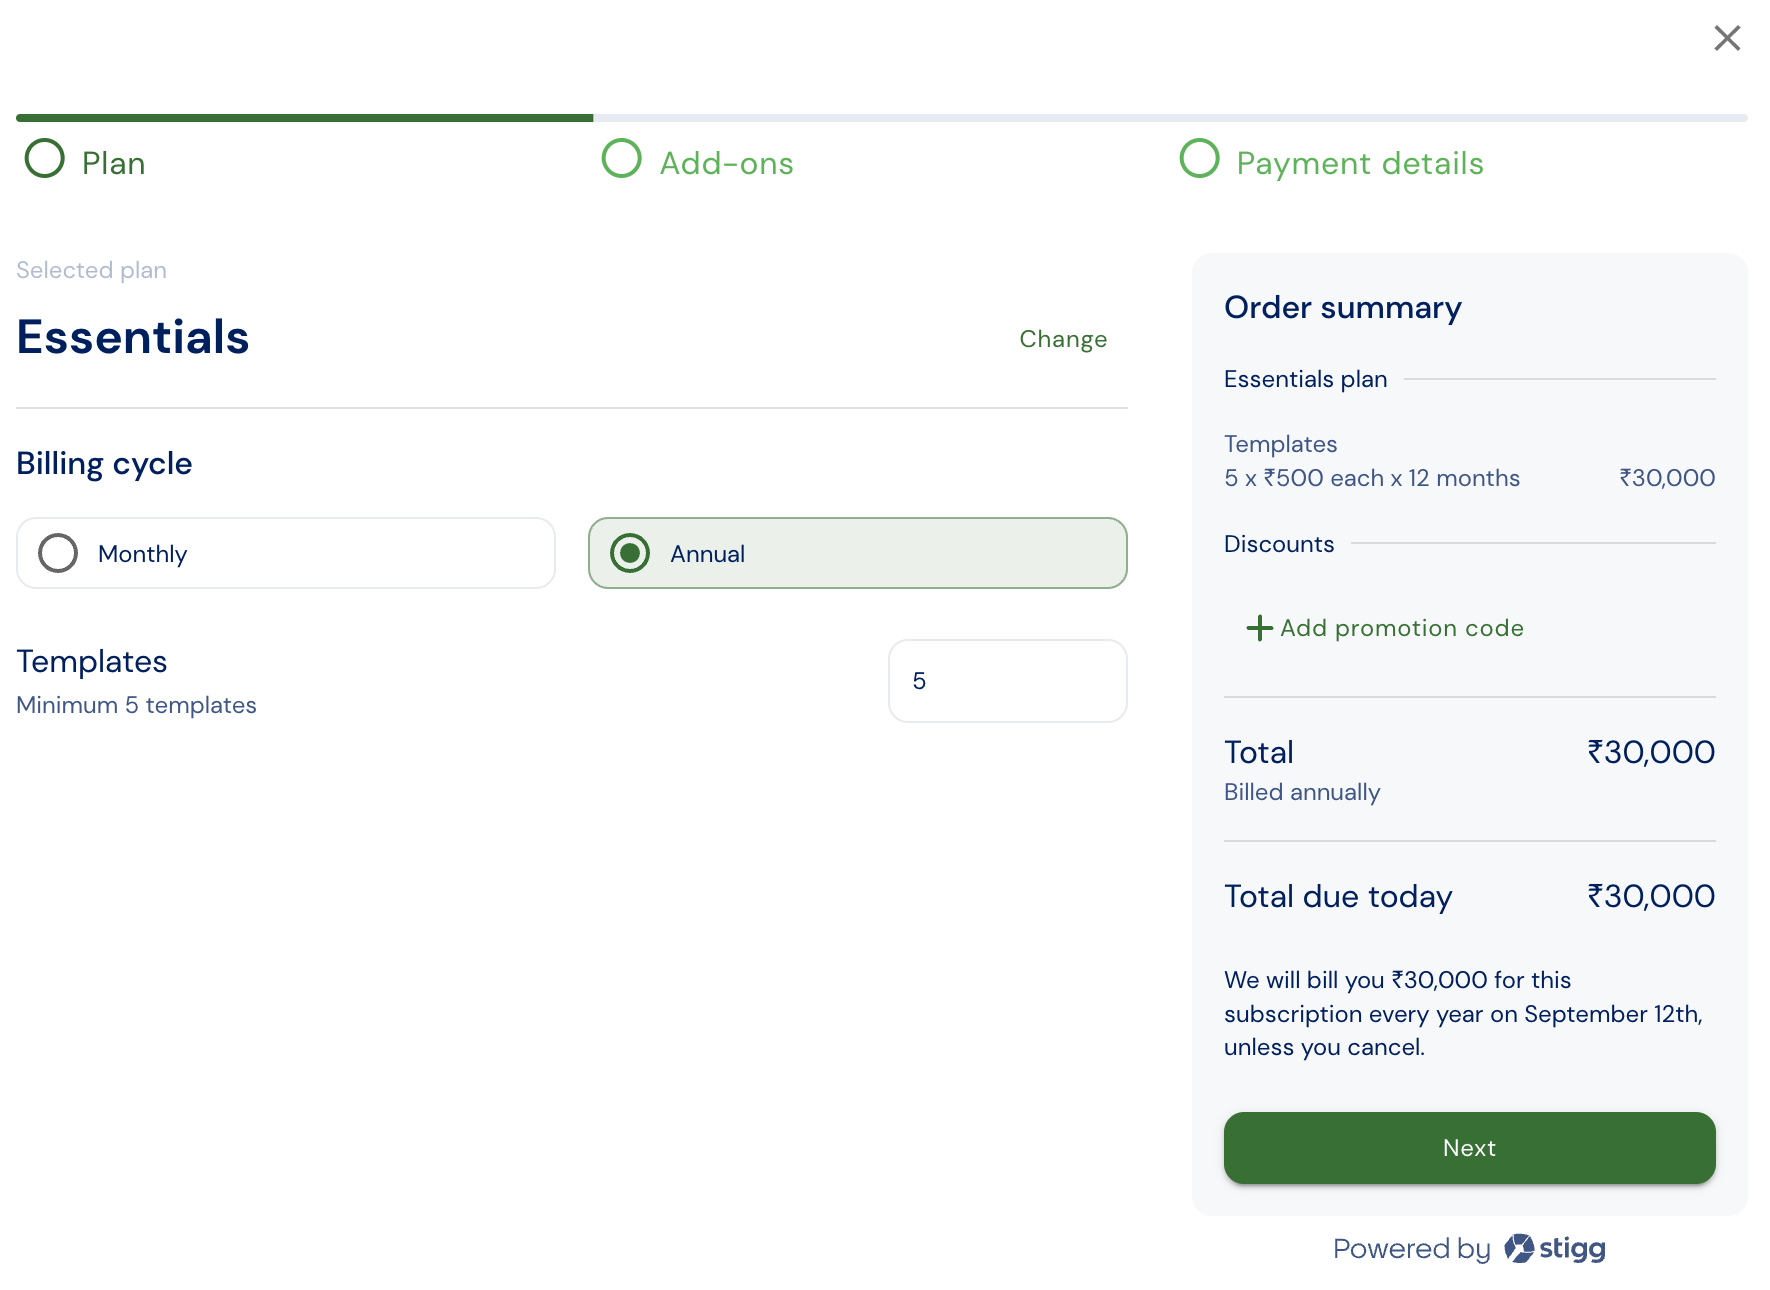 Plan
Add-ons
Payment details
Selected plan
Essentials
Change
Billing cycle
Monthly
Annual
Templates
Minimum 5 templates
5
Order summary
Essentials plan
Templates
5 x ₹500 each x 12 months ₹30,000
Discounts
Add promotion code
Total ₹30,000
Billed annually
Total due today ₹30,000
We will bill you ₹30,000 for this
subscription every year on September 12th,
unless you cancel.
Next
Powered by stigg